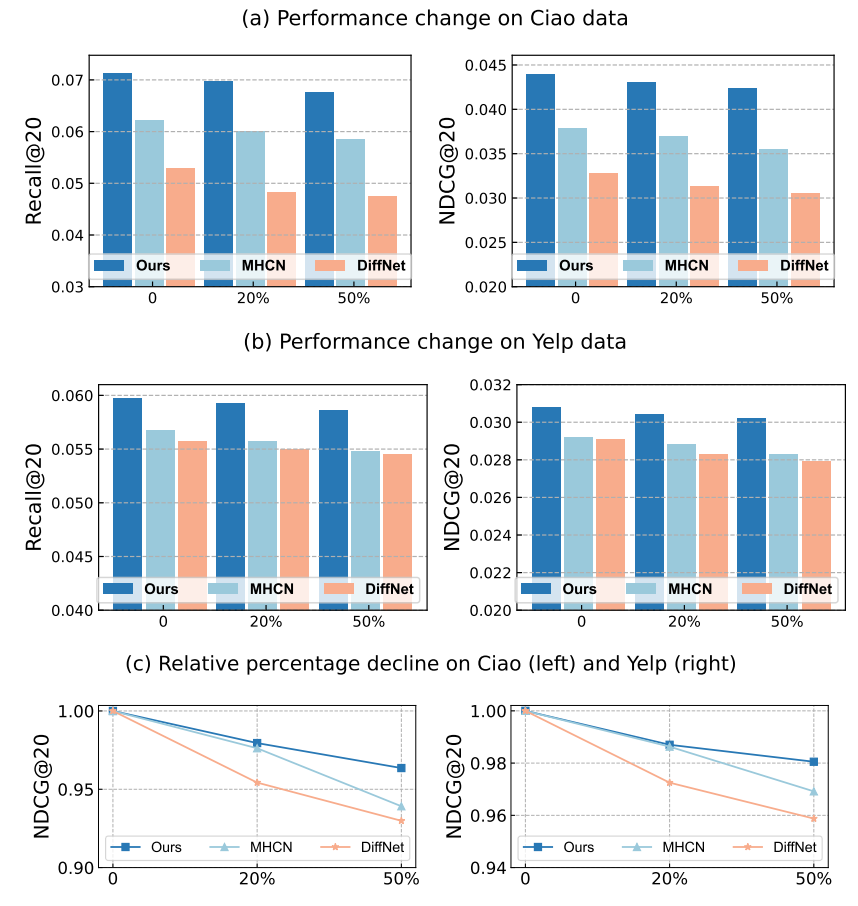 (a) Performance change on Ciao data
Recall@20
0.07
0.06
0.05
0.04
0.03
Ours MHCN DiffNet
0 20% 50%
NDCG@20
0.045
0.040
0.035
0.030
0.025
0.020
Ours MHCN DiffNet
0 20% 50%
(b) Performance change on Yelp data
Recall@20
0.060
0.055
0.050
0.045
0.040
Ours MHCN DiffNet
0 20% 50%
NDCG@20
0.032
0.030
0.028
0.026
0.024
0.022
0.020
Ours MHCN DiffNet
0 20% 50%
(c) Relative percentage decline on Ciao (left) and Yelp (right)
NDCG@20
1.00
0.95
0.90
Ours MHCN DiffNet
0 20% 50%
NDCG@20
1.00
0.98
0.96
0.94
Ours MHCN DiffNet
0 20% 50%